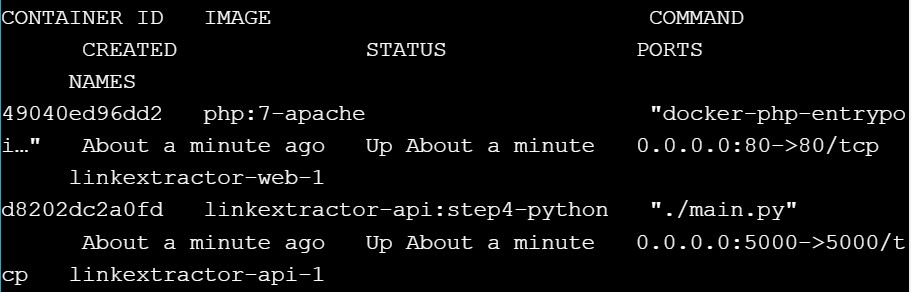 CONTAINER ID   IMAGE                            COMMAND
      CREATED              STATUS              PORTS
     NAMES
49040ed96dd2   php:7-apache                     "docker-php-entrypo
i…"   About a minute ago   Up About a minute   0.0.0.0:80->80/tcp
     linkextractor-web-1
d8202dc2a0fd   linkextractor-api:step4-python   "./main.py"
      About a minute ago   Up About a minute   0.0.0.0:5000->5000/t
cp   linkextractor-api-1